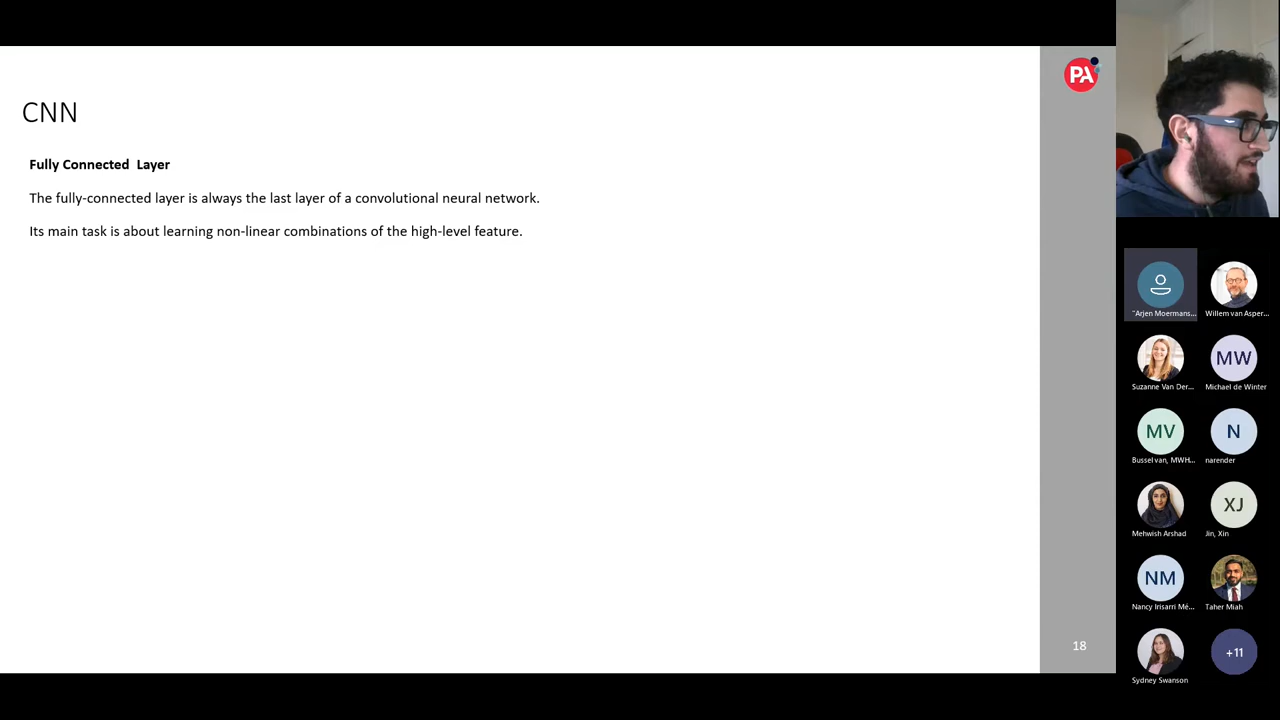 PA
CNN
Fully Connected Layer
The fully-connected layer is always the last layer of a convolutional neural network.
Its main task is about learning non-linear combinations of the high-level feature.
18
"Arjen Moermans...
Willem van Asper...
Suzanne Van Der...
MW
Michael de Winter
MV
Bussel van, MWH...
N
narender
Mehwish Arshad
XJ
Jin, Xin
NM
Nancy Irisarri Mé...
Taher Miah
Sydney Swanson
+11